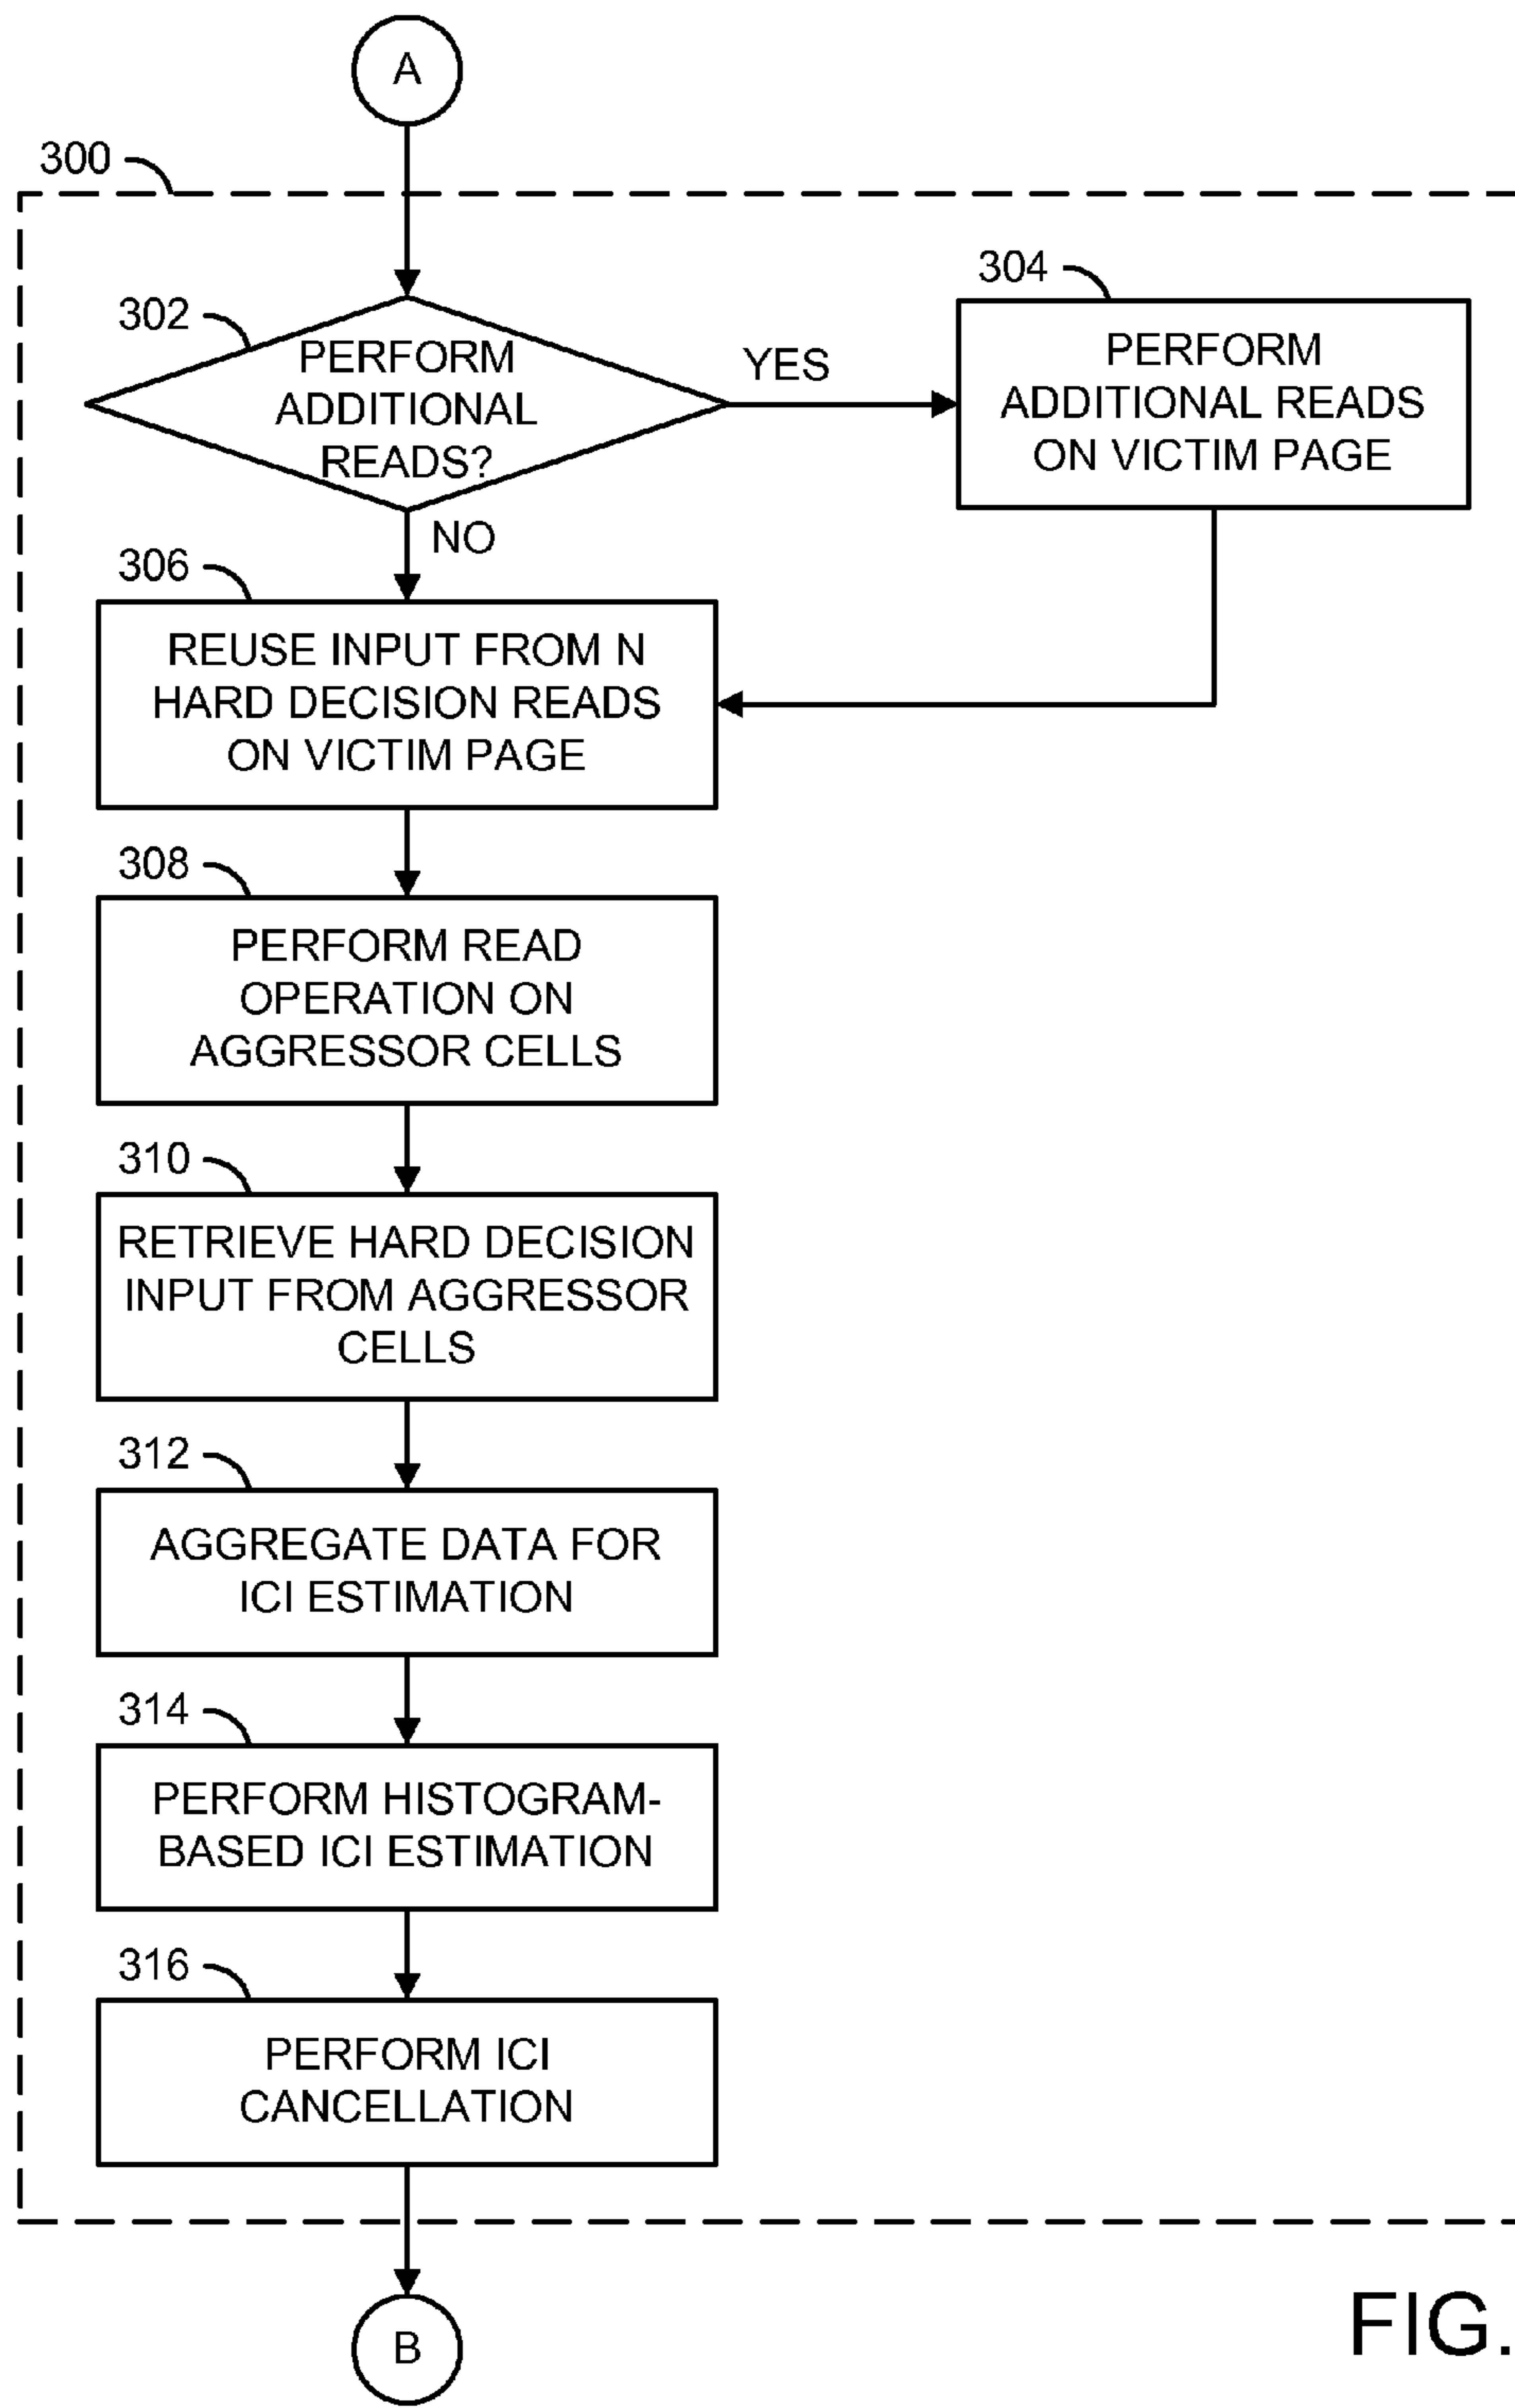 A
300
302
PERFORM
ADDITIONAL
READS?
YES
304
PERFORM
ADDITIONAL READS
ON VICTIM PAGE
NO
306
REUSE INPUT FROM N
HARD DECISION READS
ON VICTIM PAGE
308
PERFORM READ
OPERATION ON
AGGRESSOR CELLS
310
RETRIEVE HARD DECISION
INPUT FROM AGGRESSOR
CELLS
312
AGGREGATE DATA FOR
ICI ESTIMATION
314
PERFORM HISTOGRAM-
BASED ICI ESTIMATION
316
PERFORM ICI
CANCELLATION
B
FIG.